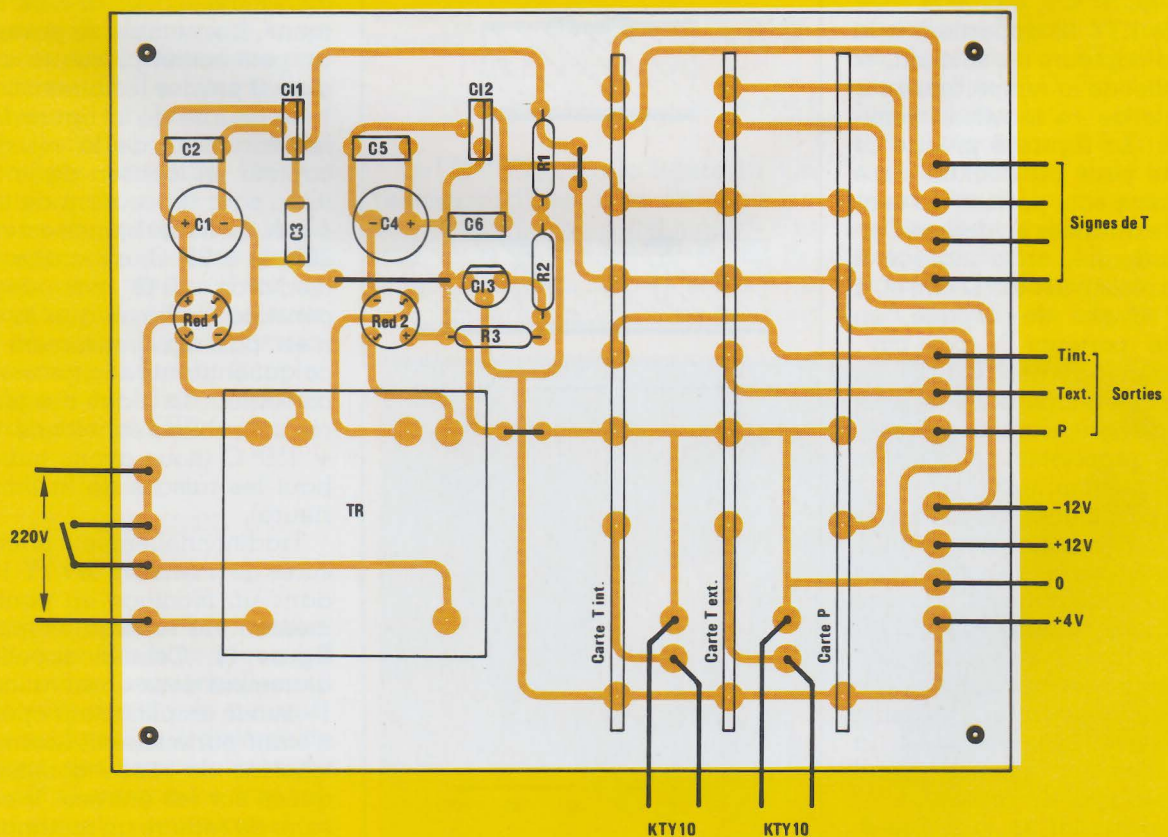 CI1
CI2
C2
C5
R1
C1
C4
C3
C6
Signes de T
R2
CI3
+
−
−
+
Red 1
Red 2
R3
+
∽
∽
−
−
∽
∽
+
Tint.
Text.
Sorties
P
TR
220V
−12V
+12V
0
+4V
Carte T int.
Carte T ext.
Carte P
KTY10
KTY10